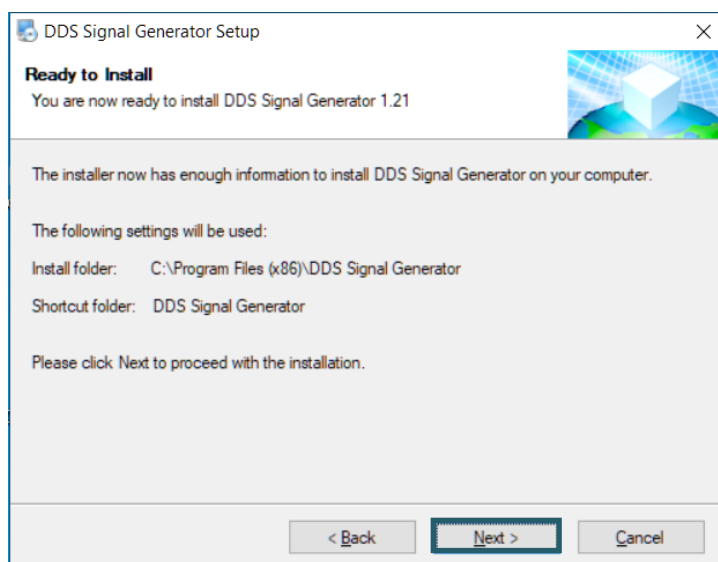 DDS Signal Generator Setup
Ready to Install
You are now ready to install DDS Signal Generator 1.21
The installer now has enough information to install DDS Signal Generator on your computer.
The following settings will be used:
Install folder: C:\Program Files (x86)\DDS Signal Generator
Shortcut folder: DDS Signal Generator
Please click Next to proceed with the installation.
< Back Next > Cancel